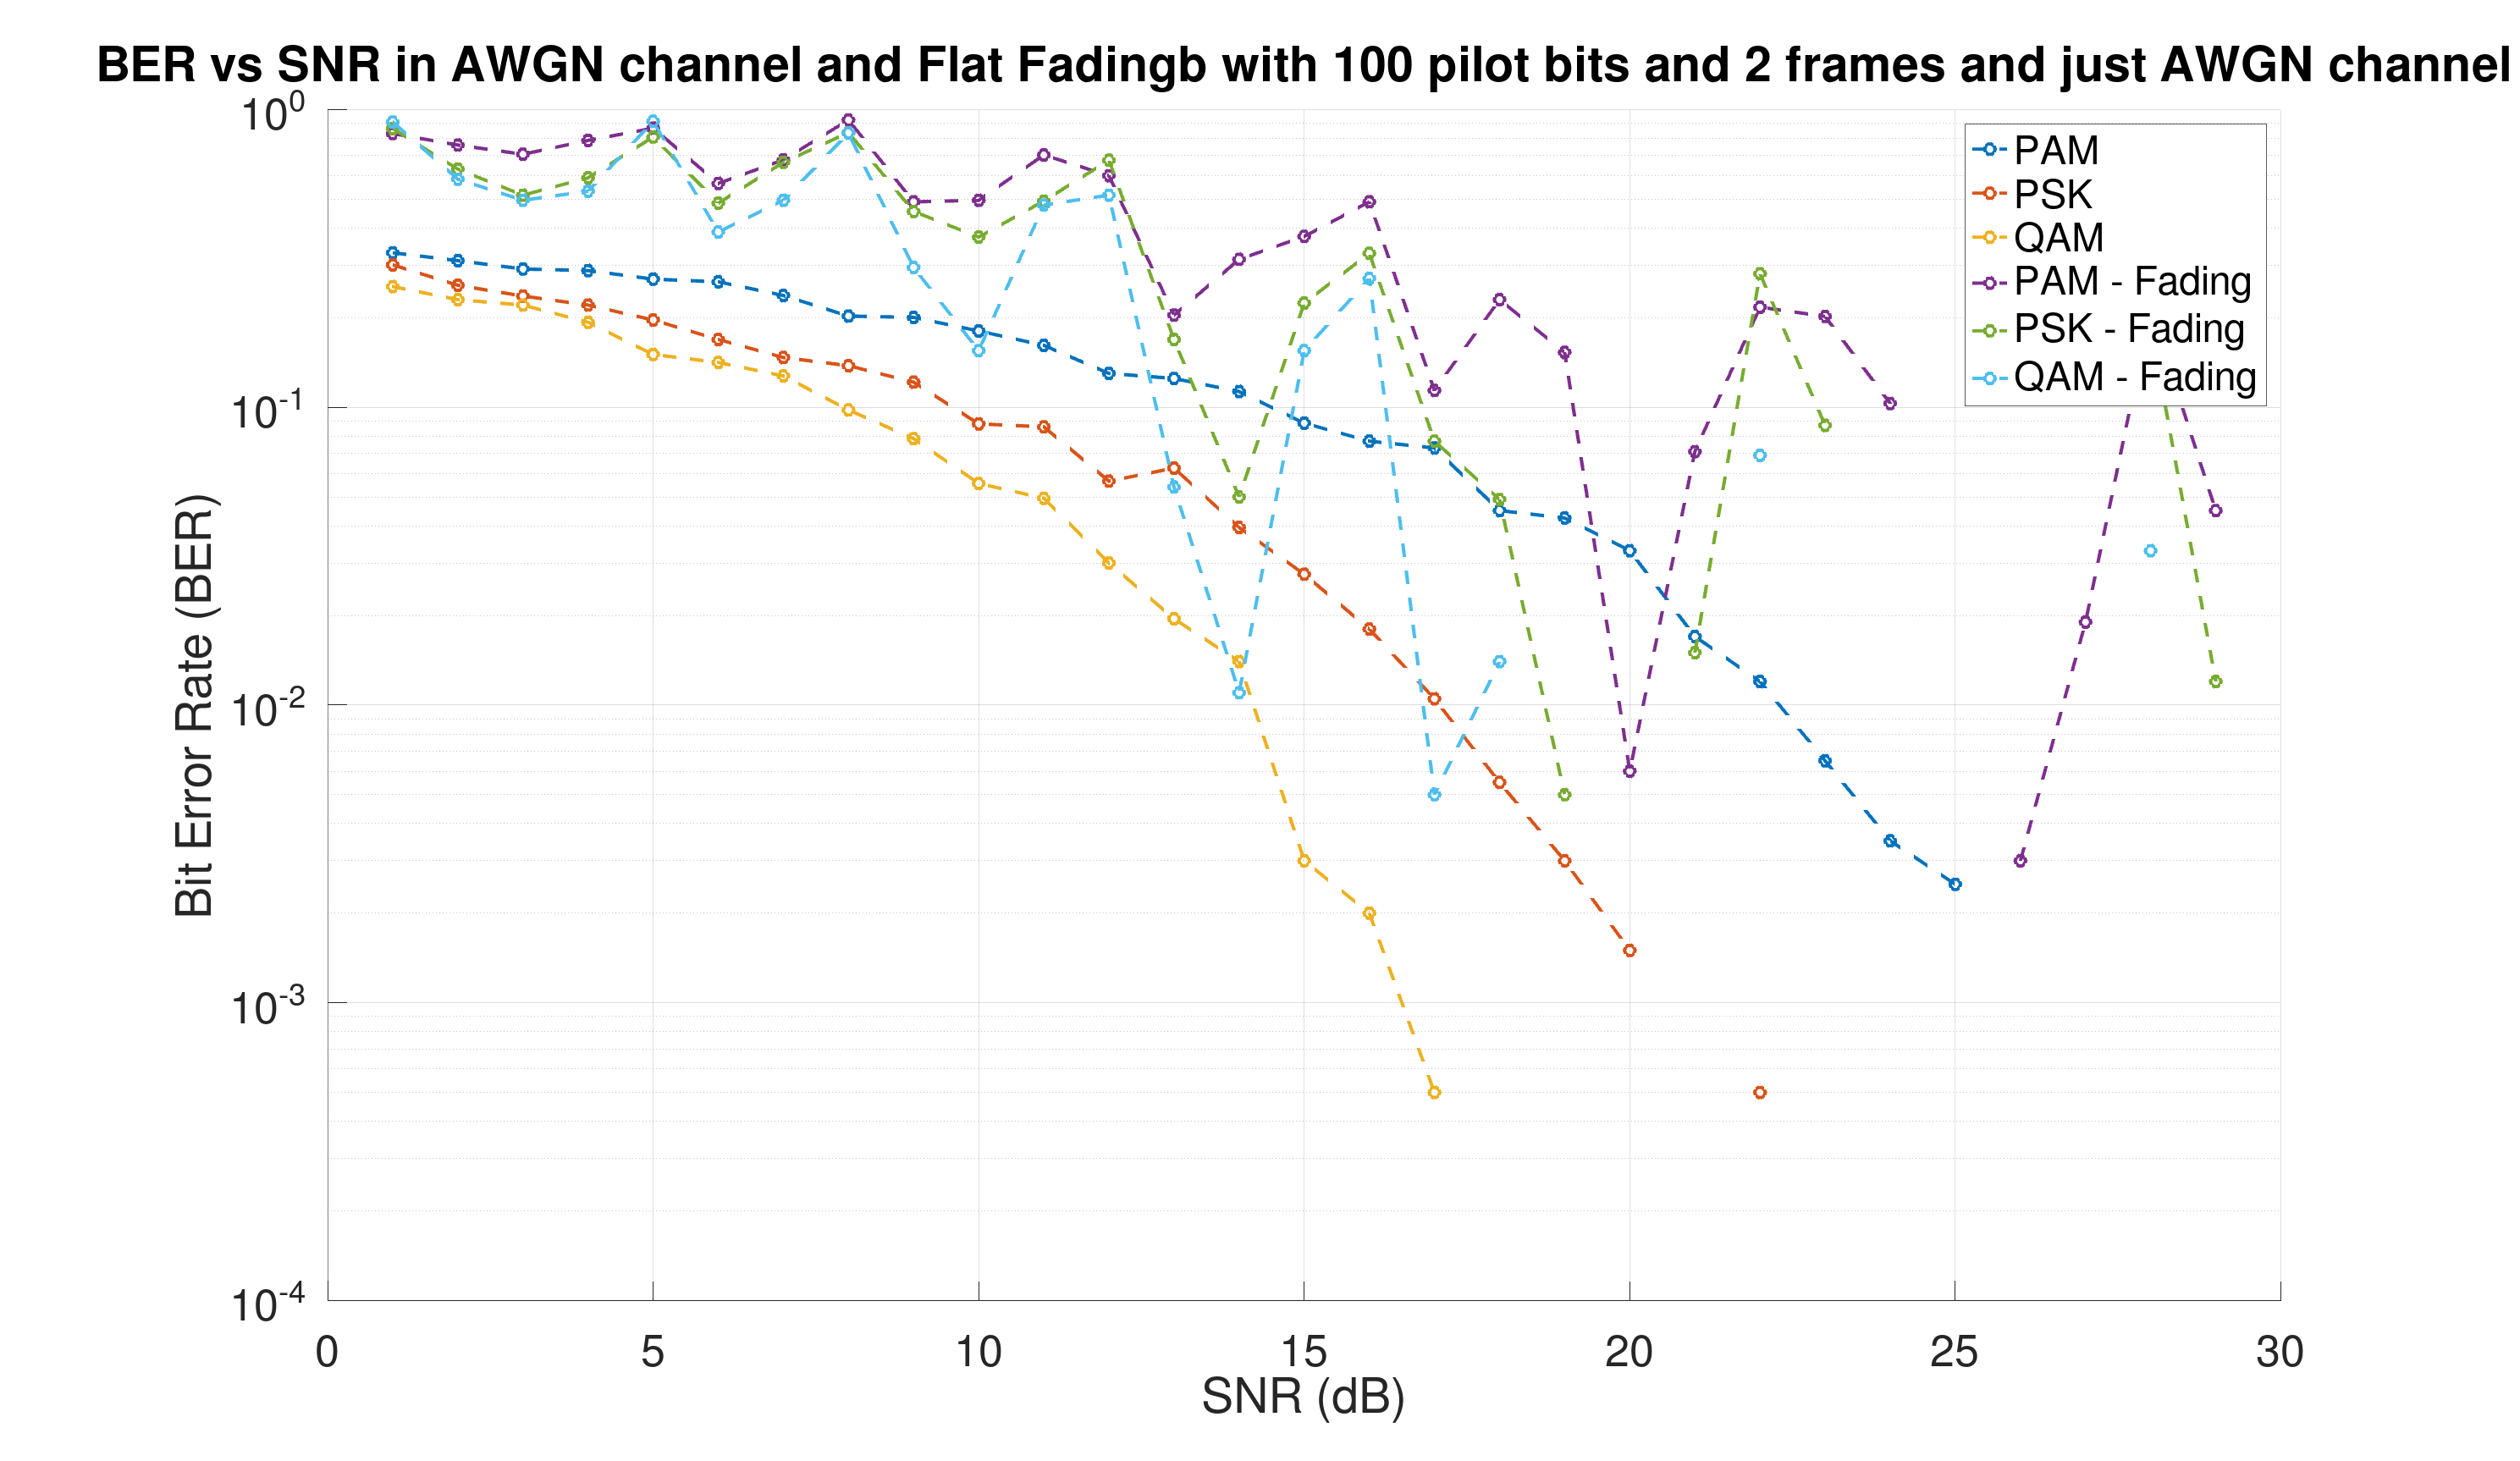 BER vs SNR in AWGN channel and Flat Fadingb with 100 pilot bits and 2 frames and just AWGN channel
10^0
10^-1
10^-2
10^-3
10^-4
Bit Error Rate (BER)
PAM
PSK
QAM
PAM - Fading
PSK - Fading
QAM - Fading
0 5 10 15 20 25 30
SNR (dB)